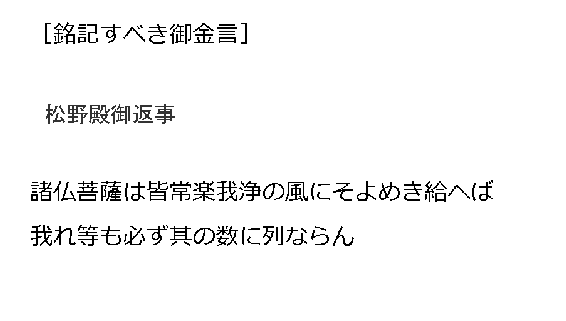 ［銘記すべき御金言］
松野殿御返事
諸仏菩薩は皆常楽我浄の風にそよめき給へば
我れ等も必ず其の数に列ならん